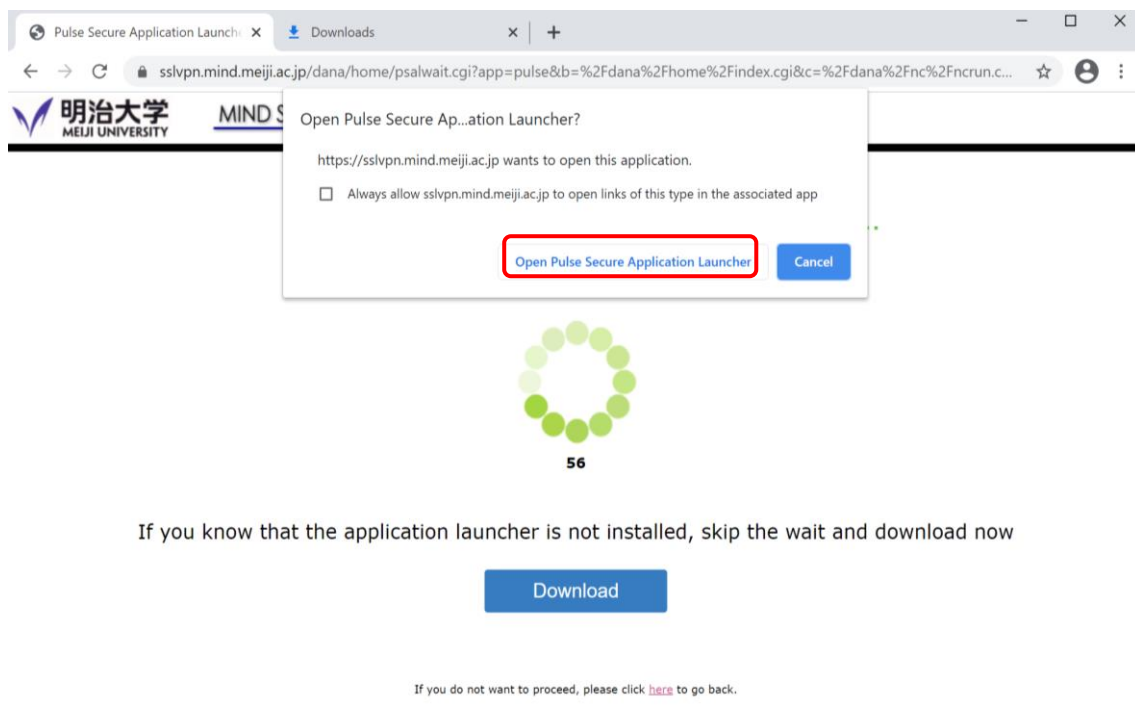 Pulse Secure Application Launch
Downloads
sslvpn.mind.meiji.ac.jp/dana/home/psalwait.cgi?app=pulse&b=%2Fdana%2Fhome%2Findex.cgi&c=%2Fdana%2Fnc%2Fncrun.c...
明治大学
MEIJI UNIVERSITY
MIND S
Open Pulse Secure Ap...ation Launcher?
https://sslvpn.mind.meiji.ac.jp wants to open this application.
Always allow sslvpn.mind.meiji.ac.jp to open links of this type in the associated app
Open Pulse Secure Application Launcher
Cancel
56
If you know that the application launcher is not installed, skip the wait and download now
Download
If you do not want to proceed, please click here to go back.